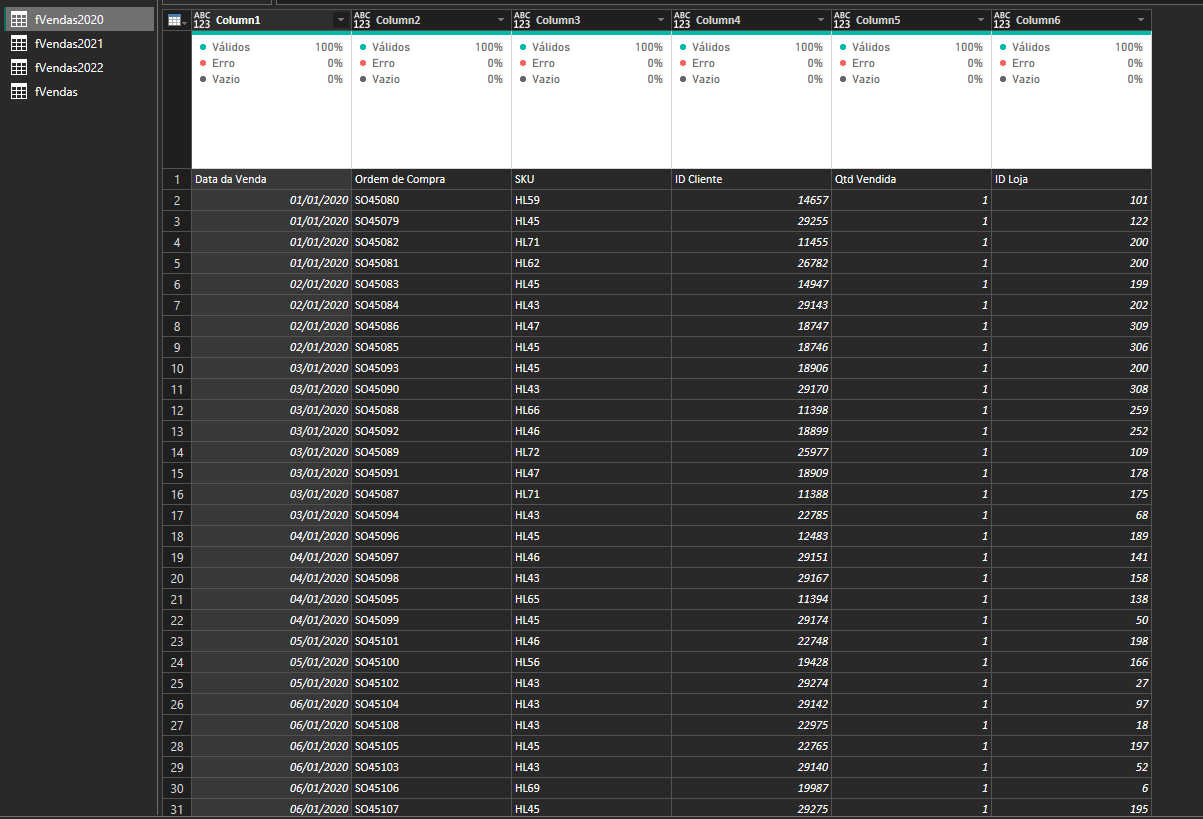 fVendas2020
fVendas2021
fVendas2022
fVendas
ABC 123 Column1 ABC 123 Column2 ABC 123 Column3 ABC 123 Column4 ABC 123 Column5 ABC 123 Column6
Válidos 100% Válidos 100% Válidos 100% Válidos 100% Válidos 100% Válidos 100%
Erro 0% Erro 0% Erro 0% Erro 0% Erro 0% Erro 0%
Vazio 0% Vazio 0% Vazio 0% Vazio 0% Vazio 0% Vazio 0%
1 Data da Venda Ordem de Compra SKU ID Cliente Qtd Vendida ID Loja
2 01/01/2020 SO45080 HL59 14657 1 101
3 01/01/2020 SO45079 HL45 29255 1 122
4 01/01/2020 SO45082 HL71 11455 1 200
5 01/01/2020 SO45081 HL62 26782 1 200
6 02/01/2020 SO45083 HL45 14947 1 199
7 02/01/2020 SO45084 HL43 29143 1 202
8 02/01/2020 SO45086 HL47 18747 1 309
9 02/01/2020 SO45085 HL45 18746 1 306
10 03/01/2020 SO45093 HL45 18906 1 200
11 03/01/2020 SO45090 HL43 29170 1 308
12 03/01/2020 SO45088 HL66 11398 1 259
13 03/01/2020 SO45092 HL46 18899 1 252
14 03/01/2020 SO45089 HL72 25977 1 109
15 03/01/2020 SO45091 HL47 18909 1 178
16 03/01/2020 SO45087 HL71 11388 1 175
17 03/01/2020 SO45094 HL43 22785 1 68
18 04/01/2020 SO45096 HL45 12483 1 189
19 04/01/2020 SO45097 HL46 29151 1 141
20 04/01/2020 SO45098 HL43 29167 1 158
21 04/01/2020 SO45095 HL65 11394 1 138
22 04/01/2020 SO45099 HL45 29174 1 50
23 05/01/2020 SO45101 HL46 22748 1 198
24 05/01/2020 SO45100 HL56 19428 1 166
25 05/01/2020 SO45102 HL43 29274 1 27
26 06/01/2020 SO45104 HL43 29142 1 97
27 06/01/2020 SO45108 HL43 22975 1 18
28 06/01/2020 SO45105 HL45 22765 1 197
29 06/01/2020 SO45103 HL43 29140 1 52
30 06/01/2020 SO45106 HL69 19987 1 6
31 06/01/2020 SO45107 HL45 29275 1 195